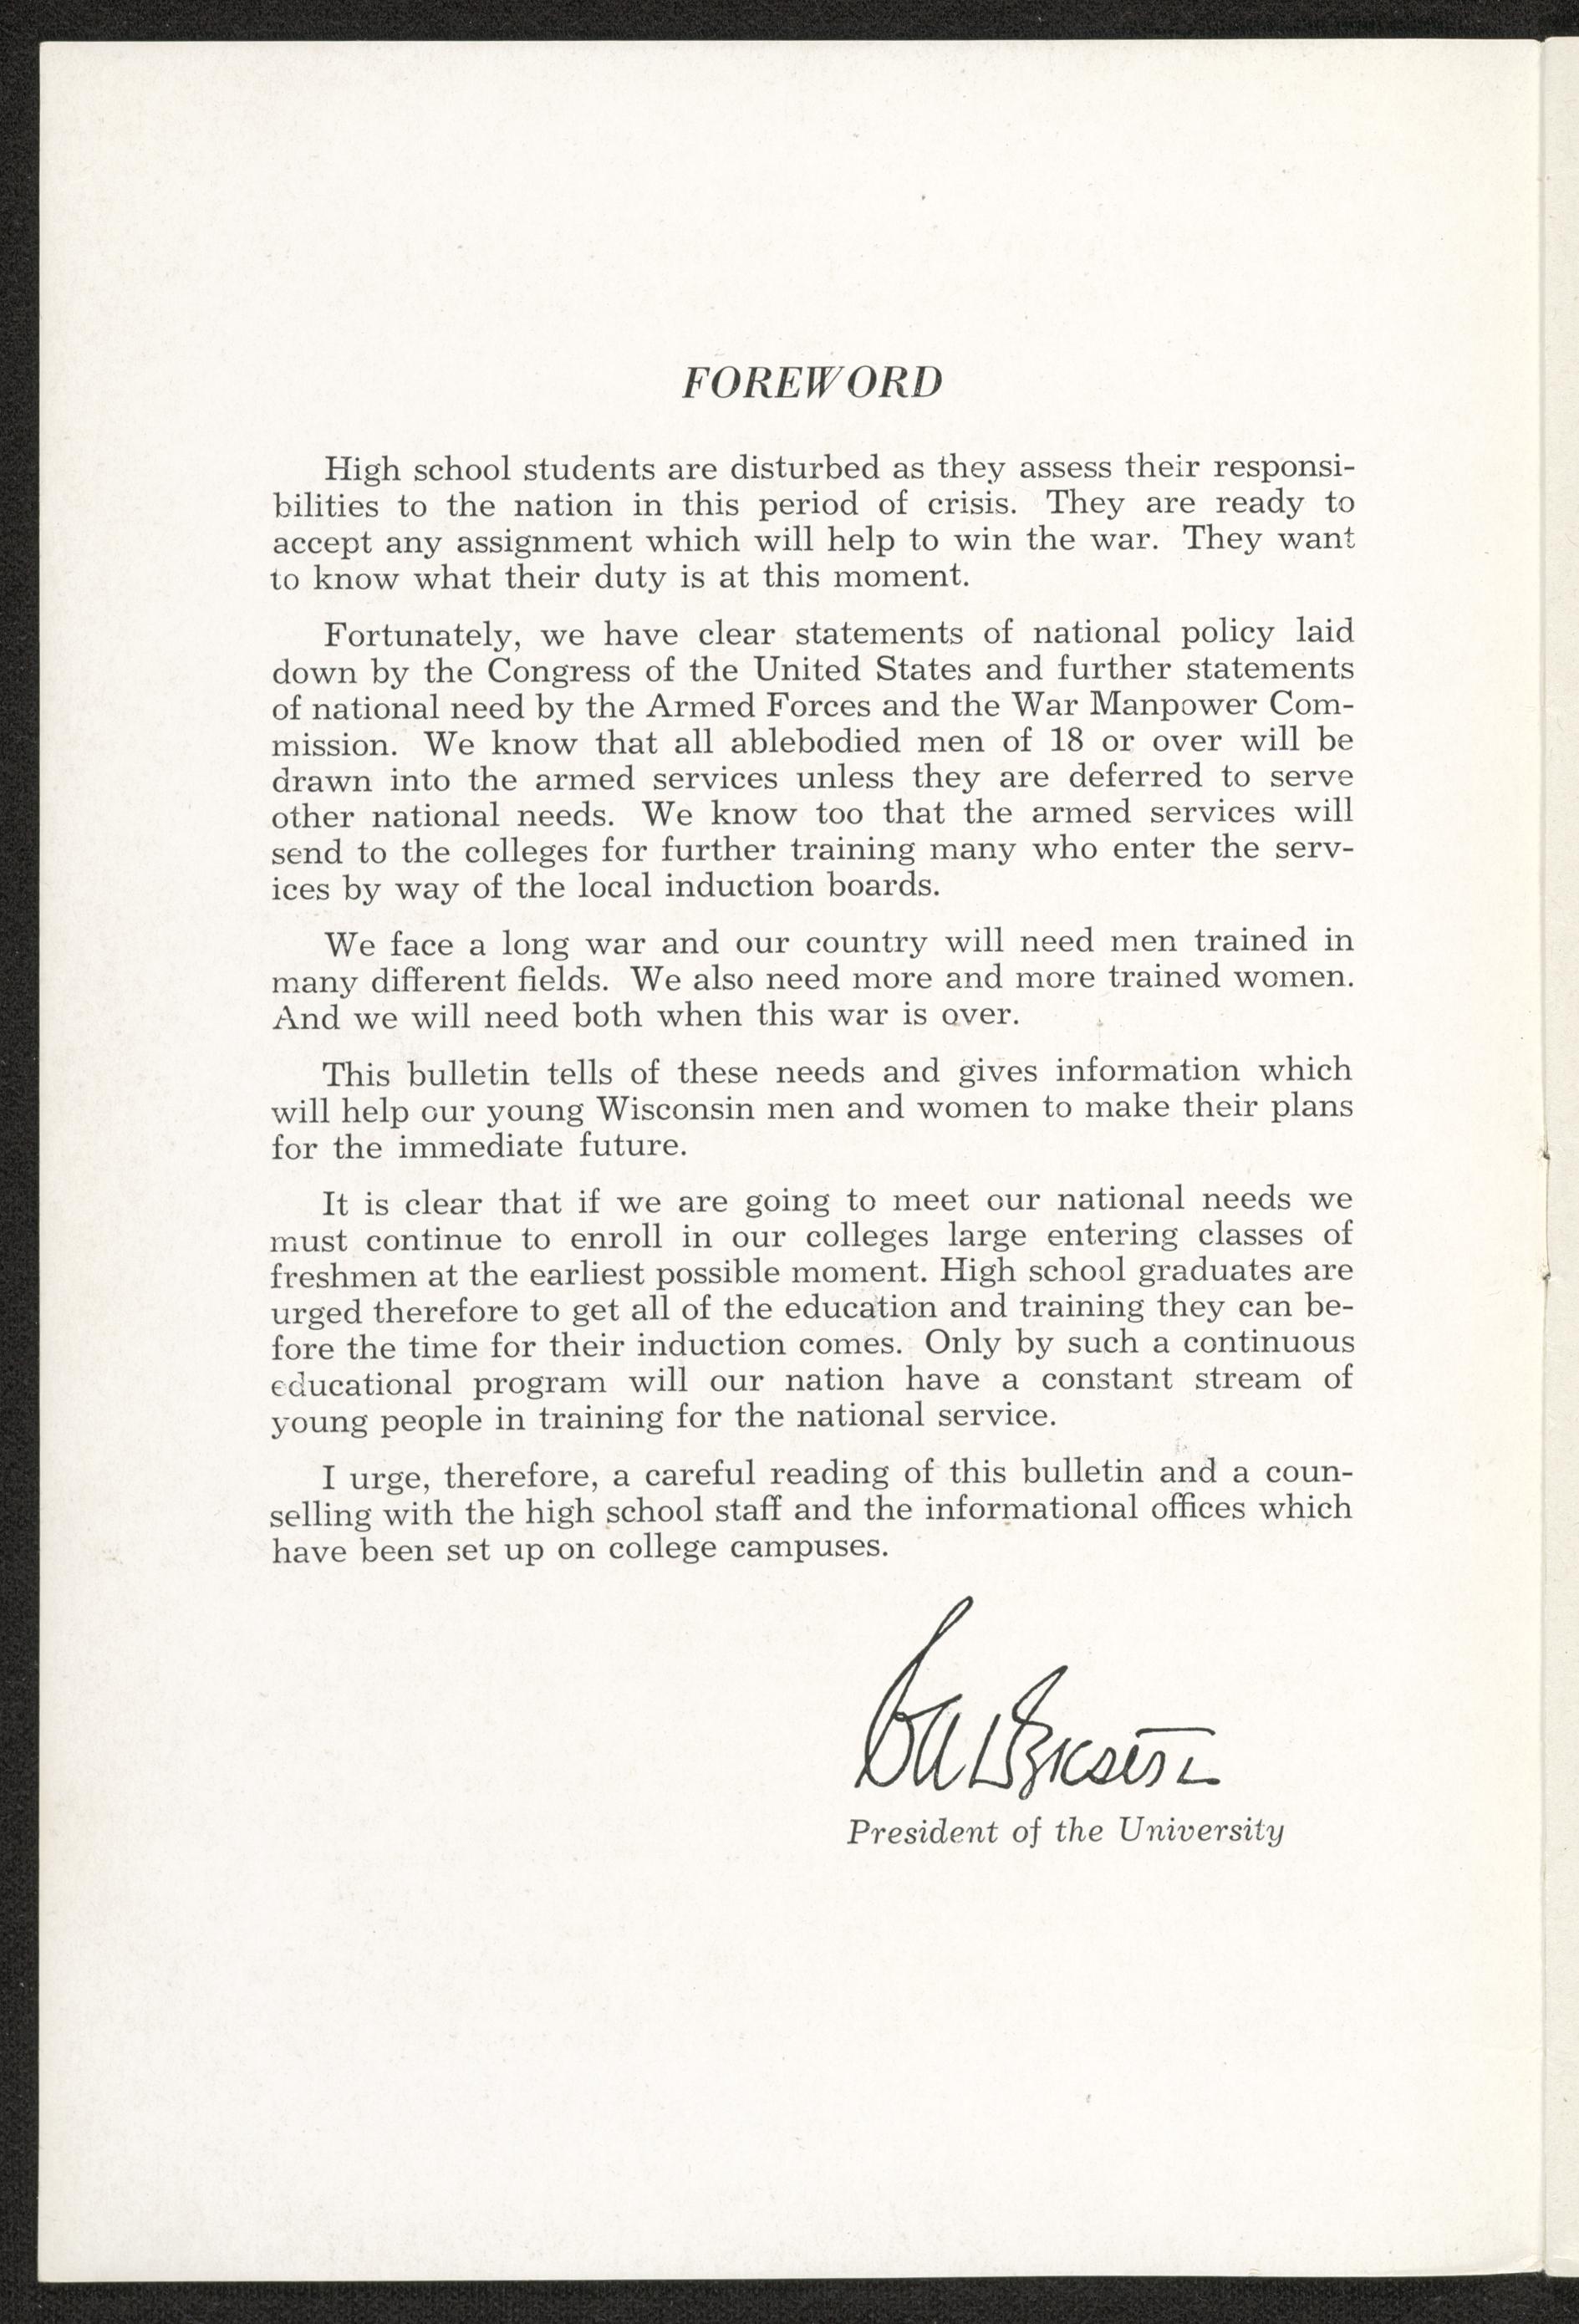 FOREWORD
High school students are disturbed as they assess their responsi-
bilities to the nation in this period of crisis. They are ready to
accept any assignment which will help to win the war. They want
to know what their duty is at this moment.
Fortunately, we have clear statements of national policy laid
down by the Congress of the United States and further statements
of national need by the Armed Forces and the War Manpower Com-
mission. We know that all ablebodied men of 18 or over will be
drawn into the armed services unless they are deferred to serve
other national needs. We know too that the armed services will
send to the colleges for further training many who enter the serv-
ices by way of the local induction boards.
We face a long war and our country will need men trained in
many different fields. We also need more and more trained women.
And we will need both when this war is over.
This bulletin tells of these needs and gives information which
will help our young Wisconsin men and women to make their plans
for the immediate future.
It is clear that if we are going to meet our national needs we
must continue to enroll in our colleges large entering classes of
freshmen at the earliest possible moment. High school graduates are
urged therefore to get all of the education and training they can be-
fore the time for their induction comes. Only by such a continuous
educational program will our nation have a constant stream of
young people in training for the national service.
I urge, therefore, a careful reading of this bulletin and a coun-
selling with the high school staff and the informational offices which
have been set up on college campuses.
President of the University